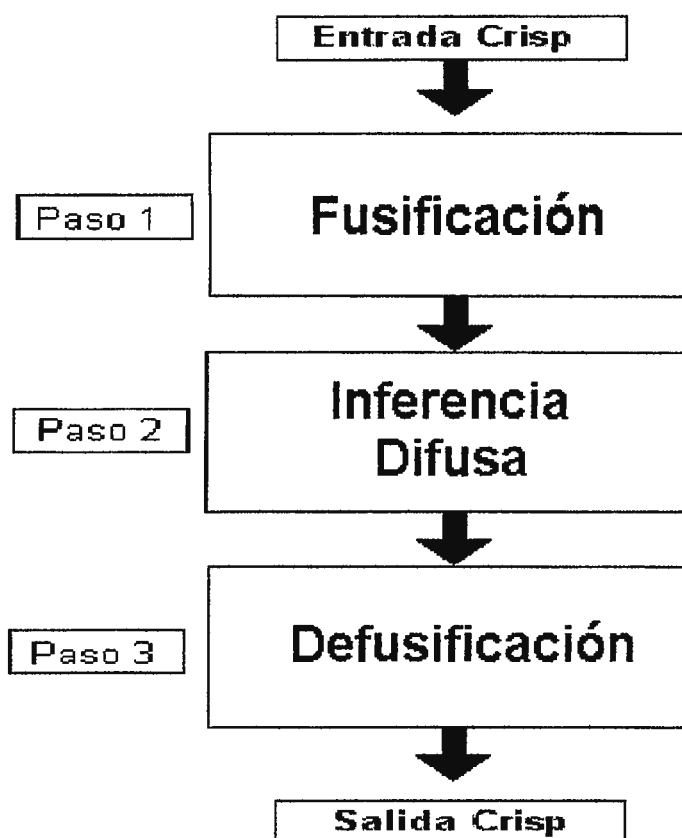 Entrada Crisp
Paso 1
Fusificación
Paso 2
Inferencia
Difusa
Paso 3
Defusificación
Salida Crisp